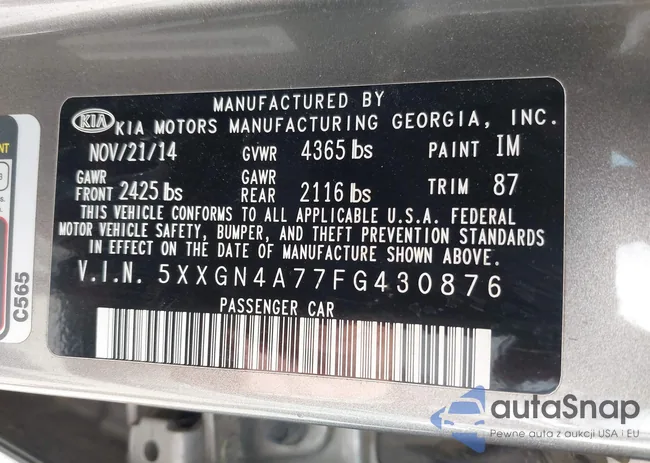 MANUFACTURED BY
KIA KIA MOTORS MANUFACTURING GEORGIA, INC.
NOV/21/14 GVWR 4365 lbs PAINT IM
GAWR FRONT 2425 lbs GAWR REAR 2116 lbs TRIM 87
THIS VEHICLE CONFORMS TO ALL APPLICABLE U.S.A. FEDERAL
MOTOR VEHICLE SAFETY, BUMPER, AND THEFT PREVENTION STANDARDS
IN EFFECT ON THE DATE OF MANUFACTURE SHOWN ABOVE.
V.I.N. 5XXGN4A77FG430876
PASSENGER CAR
C565
autaSnap
Pewne auta z aukcji USA i EU